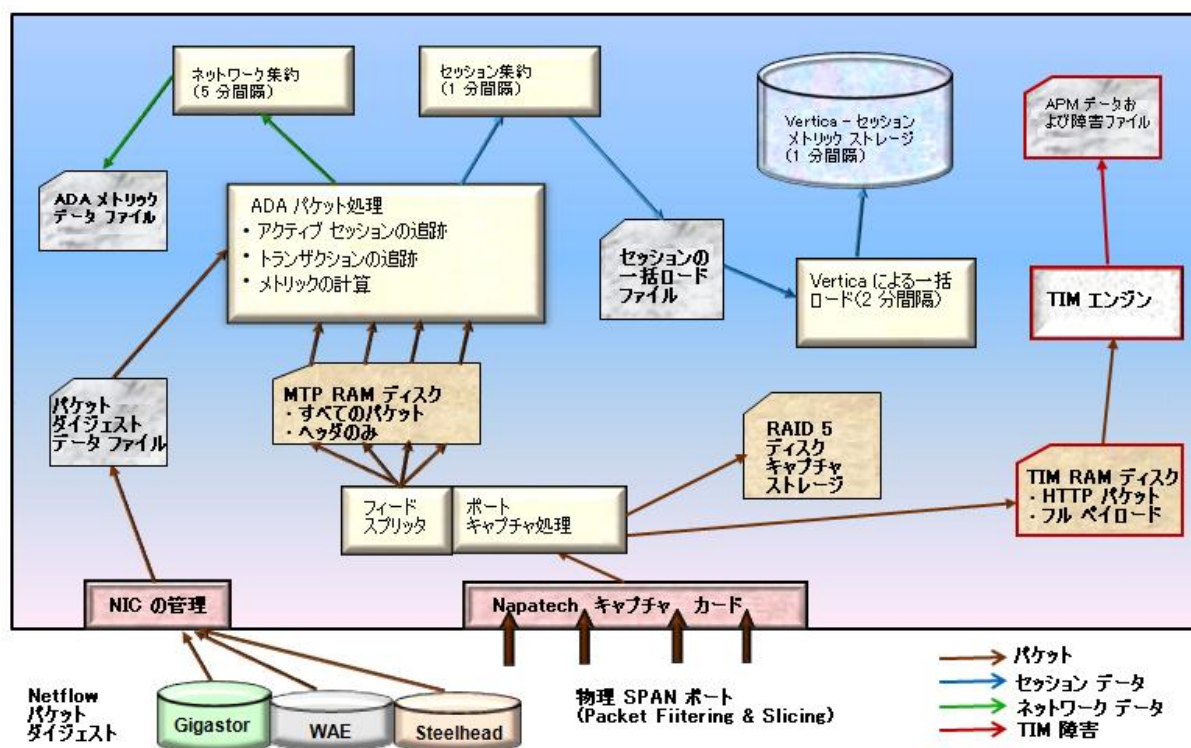 ネットワーク集約
(5 分間隔)
セッション集約
(1 分間隔)
Vertica – セッション
メトリック ストレージ
(1 分間隔)
APM データお
よび障害ファイル
ADA メトリック
データ ファイル
ADA パケット処理
• アクティブ セッションの追跡
• トランザクションの追跡
• メトリックの計算
セッションの
一括ロード
ファイル
Vertica による一括
ロード(2 分間隔)
TIM エンジン
パケット
ダイジェスト
データ ファイル
MTP RAM ディスク
・すべてのパケット
・ヘッダのみ
RAID 5
ディスク
キャプチャ
ストレージ
TIM RAM ディスク
・HTTP パケット
・フル ペイロード
フィード
スプリッタ
ポート
キャプチャ処理
NIC の管理
Napatech キャプチャ カード
Netflow
パケット
ダイジェスト
Gigastor
WAE
Steelhead
物理 SPAN ポート
(Packet Fiitering & Slicing)
パケット
セッション データ
ネットワーク データ
TIM 障害